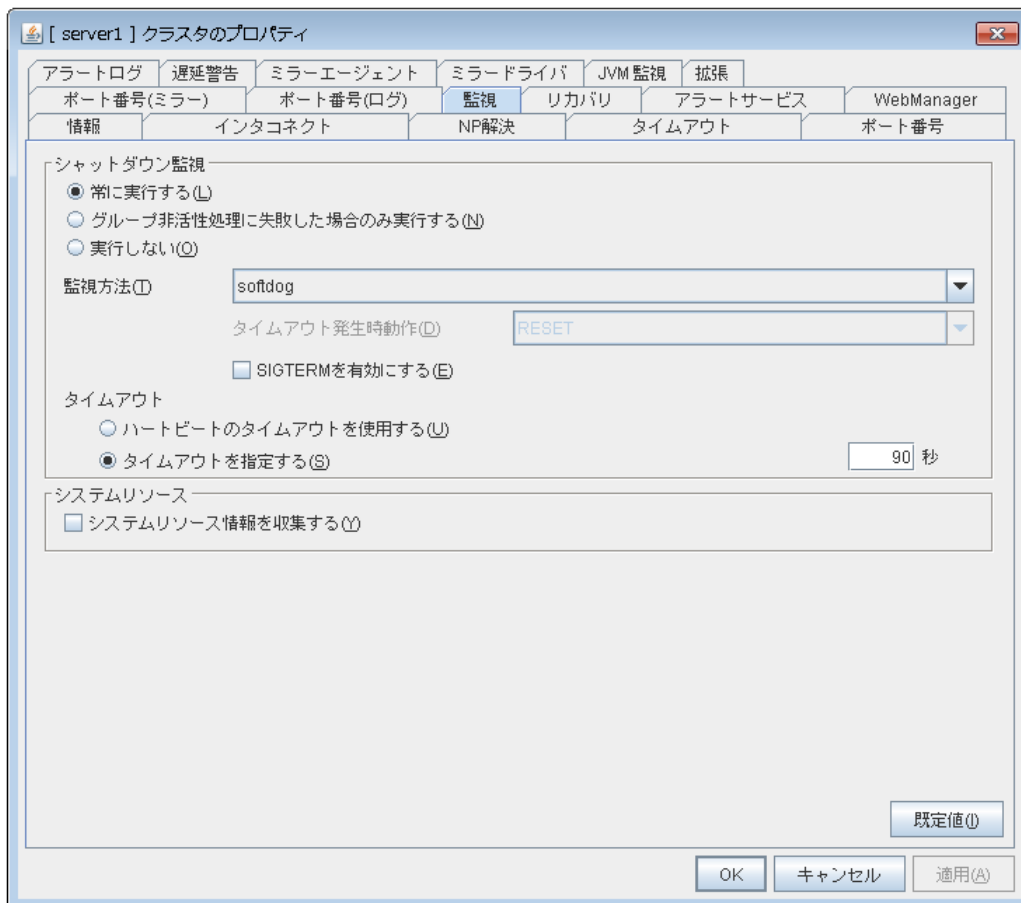 [ server1 ] クラスタのプロパティ
アラートログ 遅延警告 ミラーエージェント ミラードライバ JVM監視 拡張
ポート番号(ミラー) ポート番号(ログ) 監視 リカバリ アラートサービス WebManager
情報 インタコネクト NP解決 タイムアウト ポート番号
シャットダウン監視
常に実行する(L)
グループ非活性処理に失敗した場合のみ実行する(N)
実行しない(O)
監視方法(T) softdog
タイムアウト発生時動作(D) RESET
SIGTERMを有効にする(E)
タイムアウト
ハートビートのタイムアウトを使用する(U)
タイムアウトを指定する(S) 90 秒
システムリソース
システムリソース情報を収集する(Y)
既定値(I)
OK キャンセル 適用(A)